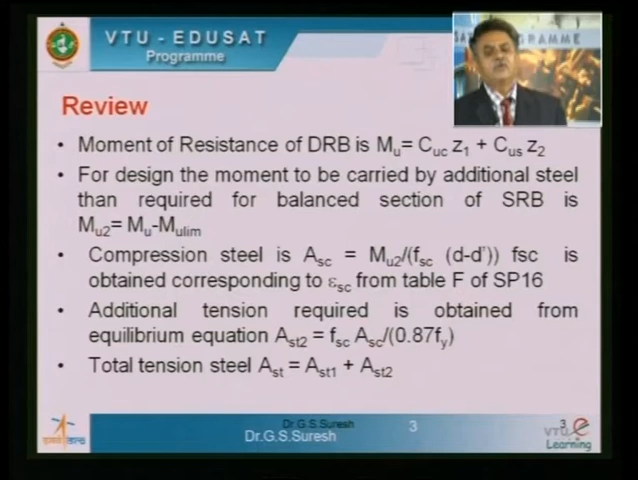 VTU - EDUSAT
Programme
GRAMME
Review
• Moment of Resistance of DRB is Mu= Cuc z1 + Cus z2
• For design the moment to be carried by additional steel
than required for balanced section of SRB is
Mu2= Mu-Mulim
• Compression steel is Asc = Mu2/(fsc (d-d’)) fsc is
obtained corresponding to εsc from table F of SP16
• Additional tension required is obtained from
equilibrium equation Ast2 = fsc Asc/(0.87fy)
• Total tension steel Ast = Ast1 + Ast2
Dr.G.S.Suresh
Dr.G.S.Suresh
3
3
VTU e
Learning